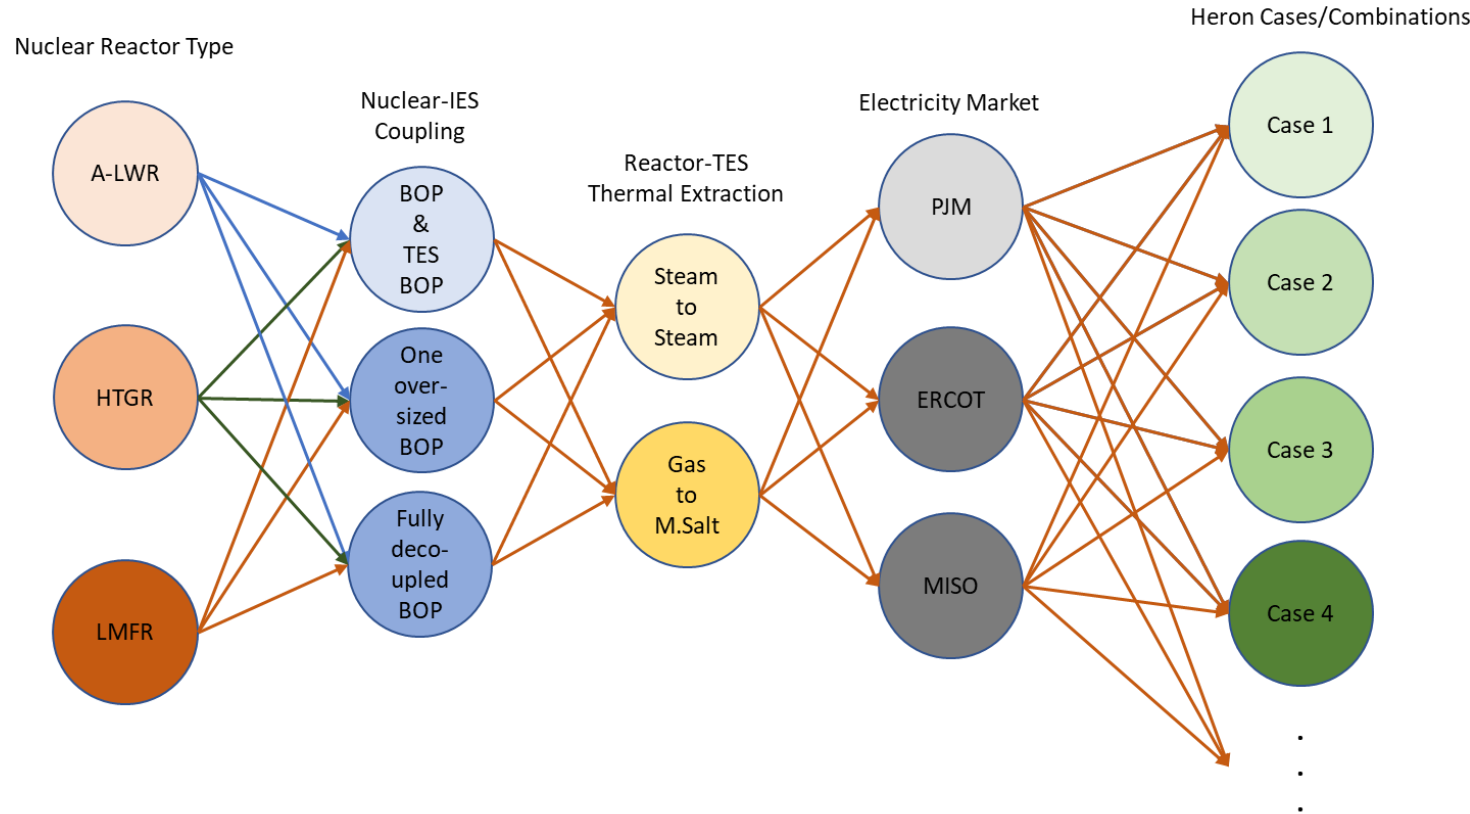 Nuclear Reactor Type
A-LWR
HTGR
LMFR
Nuclear-IES
Coupling
BOP
&
TES
BOP
One
over-
sized
BOP
Fully
deco-
upled
BOP
Reactor-TES
Thermal Extraction
Steam
to
Steam
Gas
to
M.Salt
Electricity Market
PJM
ERCOT
MISO
Heron Cases/Combinations
Case 1
Case 2
Case 3
Case 4
.
.
.